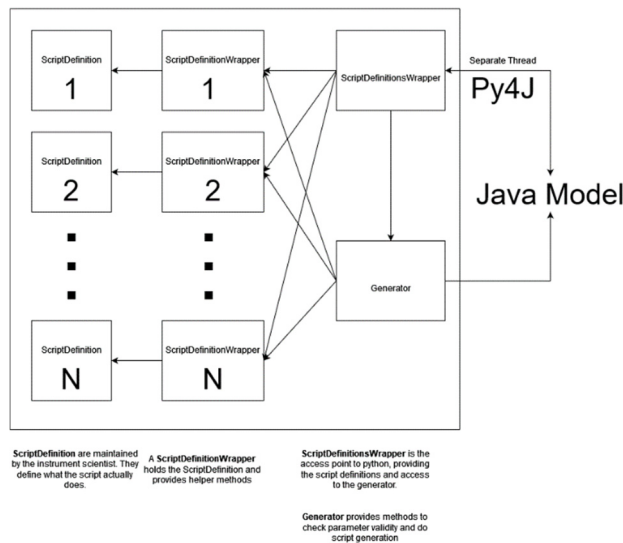 ScriptDefinition
1
ScriptDefinitionWrapper
1
ScriptDefinitionsWrapper
Separate Thread
Py4J
ScriptDefinition
2
ScriptDefinitionWrapper
2
Java Model
Generator
ScriptDefinition
N
ScriptDefinitionWrapper
N
ScriptDefinition are maintained
by the instrument scientist. They
define what the script actually
does.
A ScriptDefinitionWrapper
holds the ScriptDefinition and
provides helper methods
ScriptDefinitionsWrapper is the
access point to python, providing
the script definitions and access
to the generator.
Generator provides methods to
check parameter validity and do
script generation